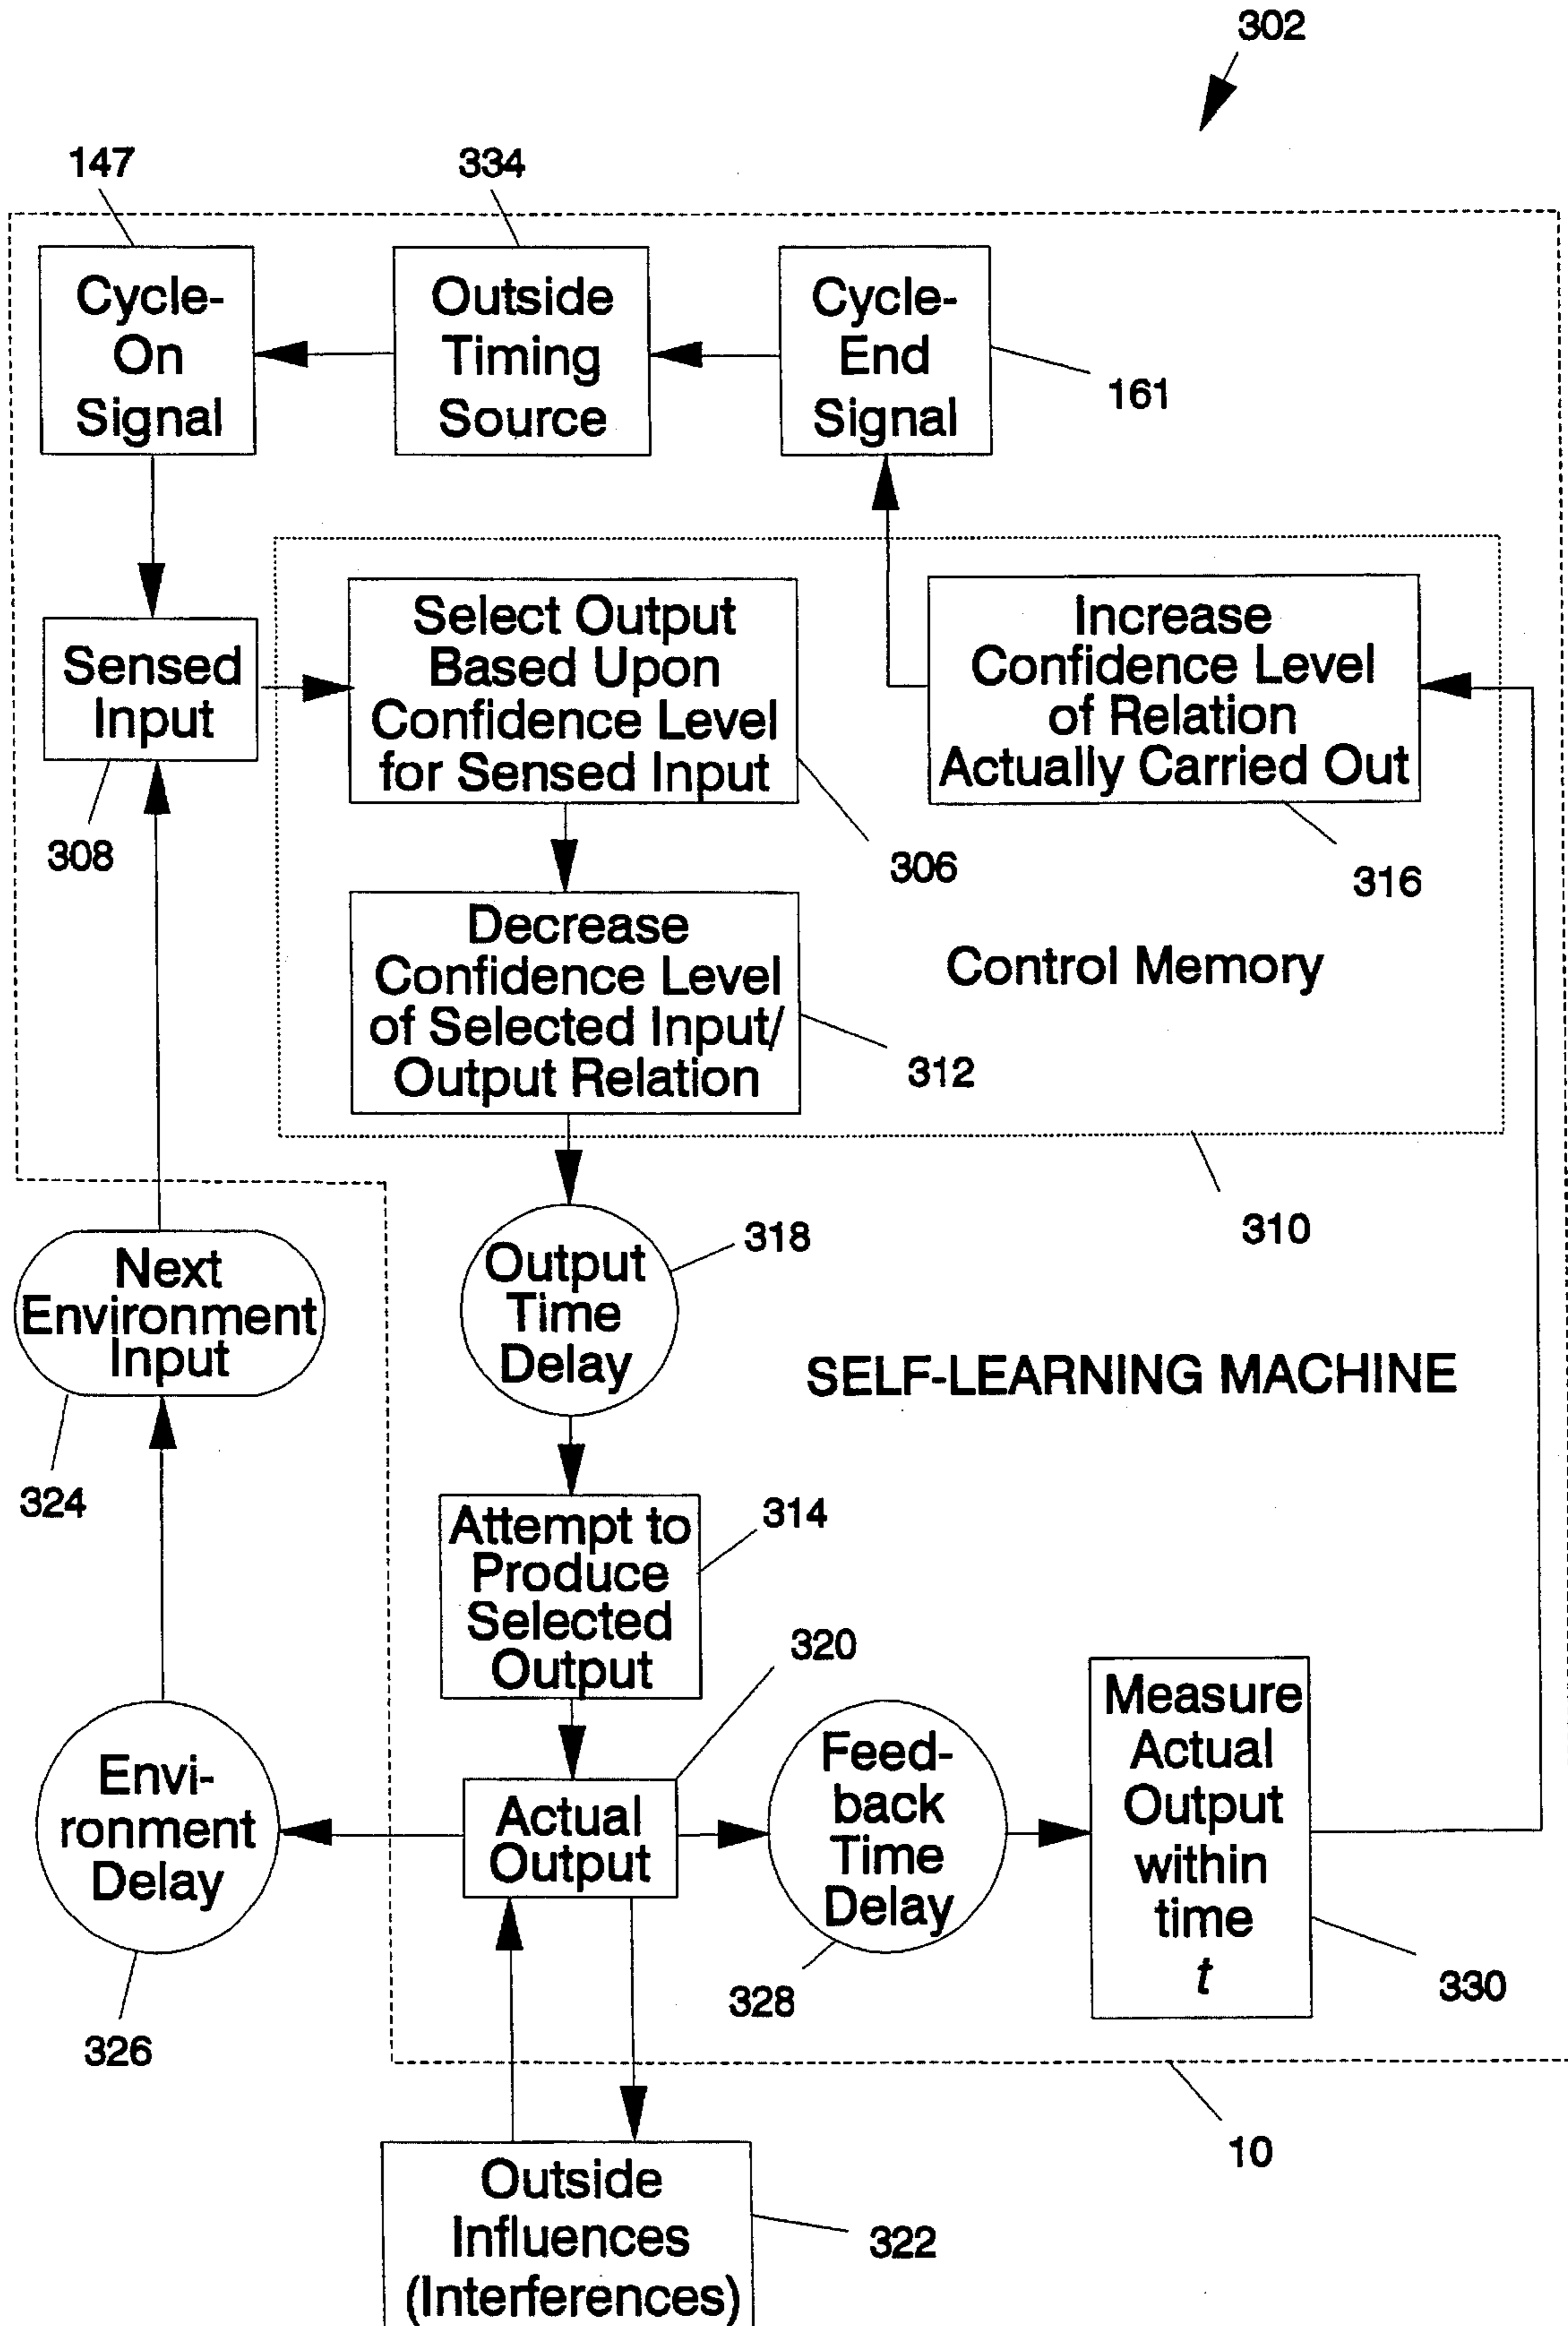 302
147
334
Cycle-
On
Signal
Outside
Timing
Source
Cycle-
End
Signal
161
Sensed
Input
308
Select Output
Based Upon
Confidence Level
for Sensed Input
306
Increase
Confidence Level
of Relation
Actually Carried Out
316
Decrease
Confidence Level
of Selected Input/
Output Relation
312
Control Memory
310
Next
Environment
Input
324
Output
Time
Delay
318
SELF-LEARNING MACHINE
Attempt to
Produce
Selected
Output
314
320
Envi-
ronment
Delay
326
Actual
Output
Feed-
back
Time
Delay
328
Measure
Actual
Output
within
time
t
330
10
Outside
Influences
(Interferences)
322